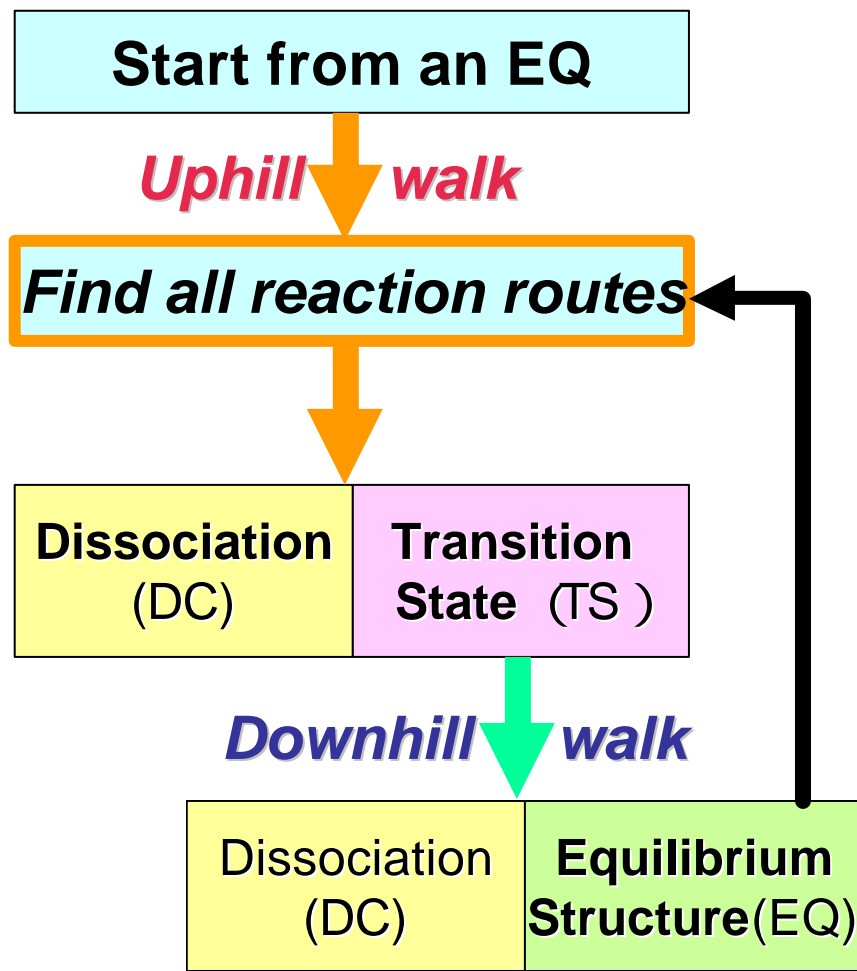 Start from an EQ
Uphill walk
Find all reaction routes
Dissociation
(DC)
Transition
State (TS )
Downhill walk
Dissociation
(DC)
Equilibrium
Structure(EQ)